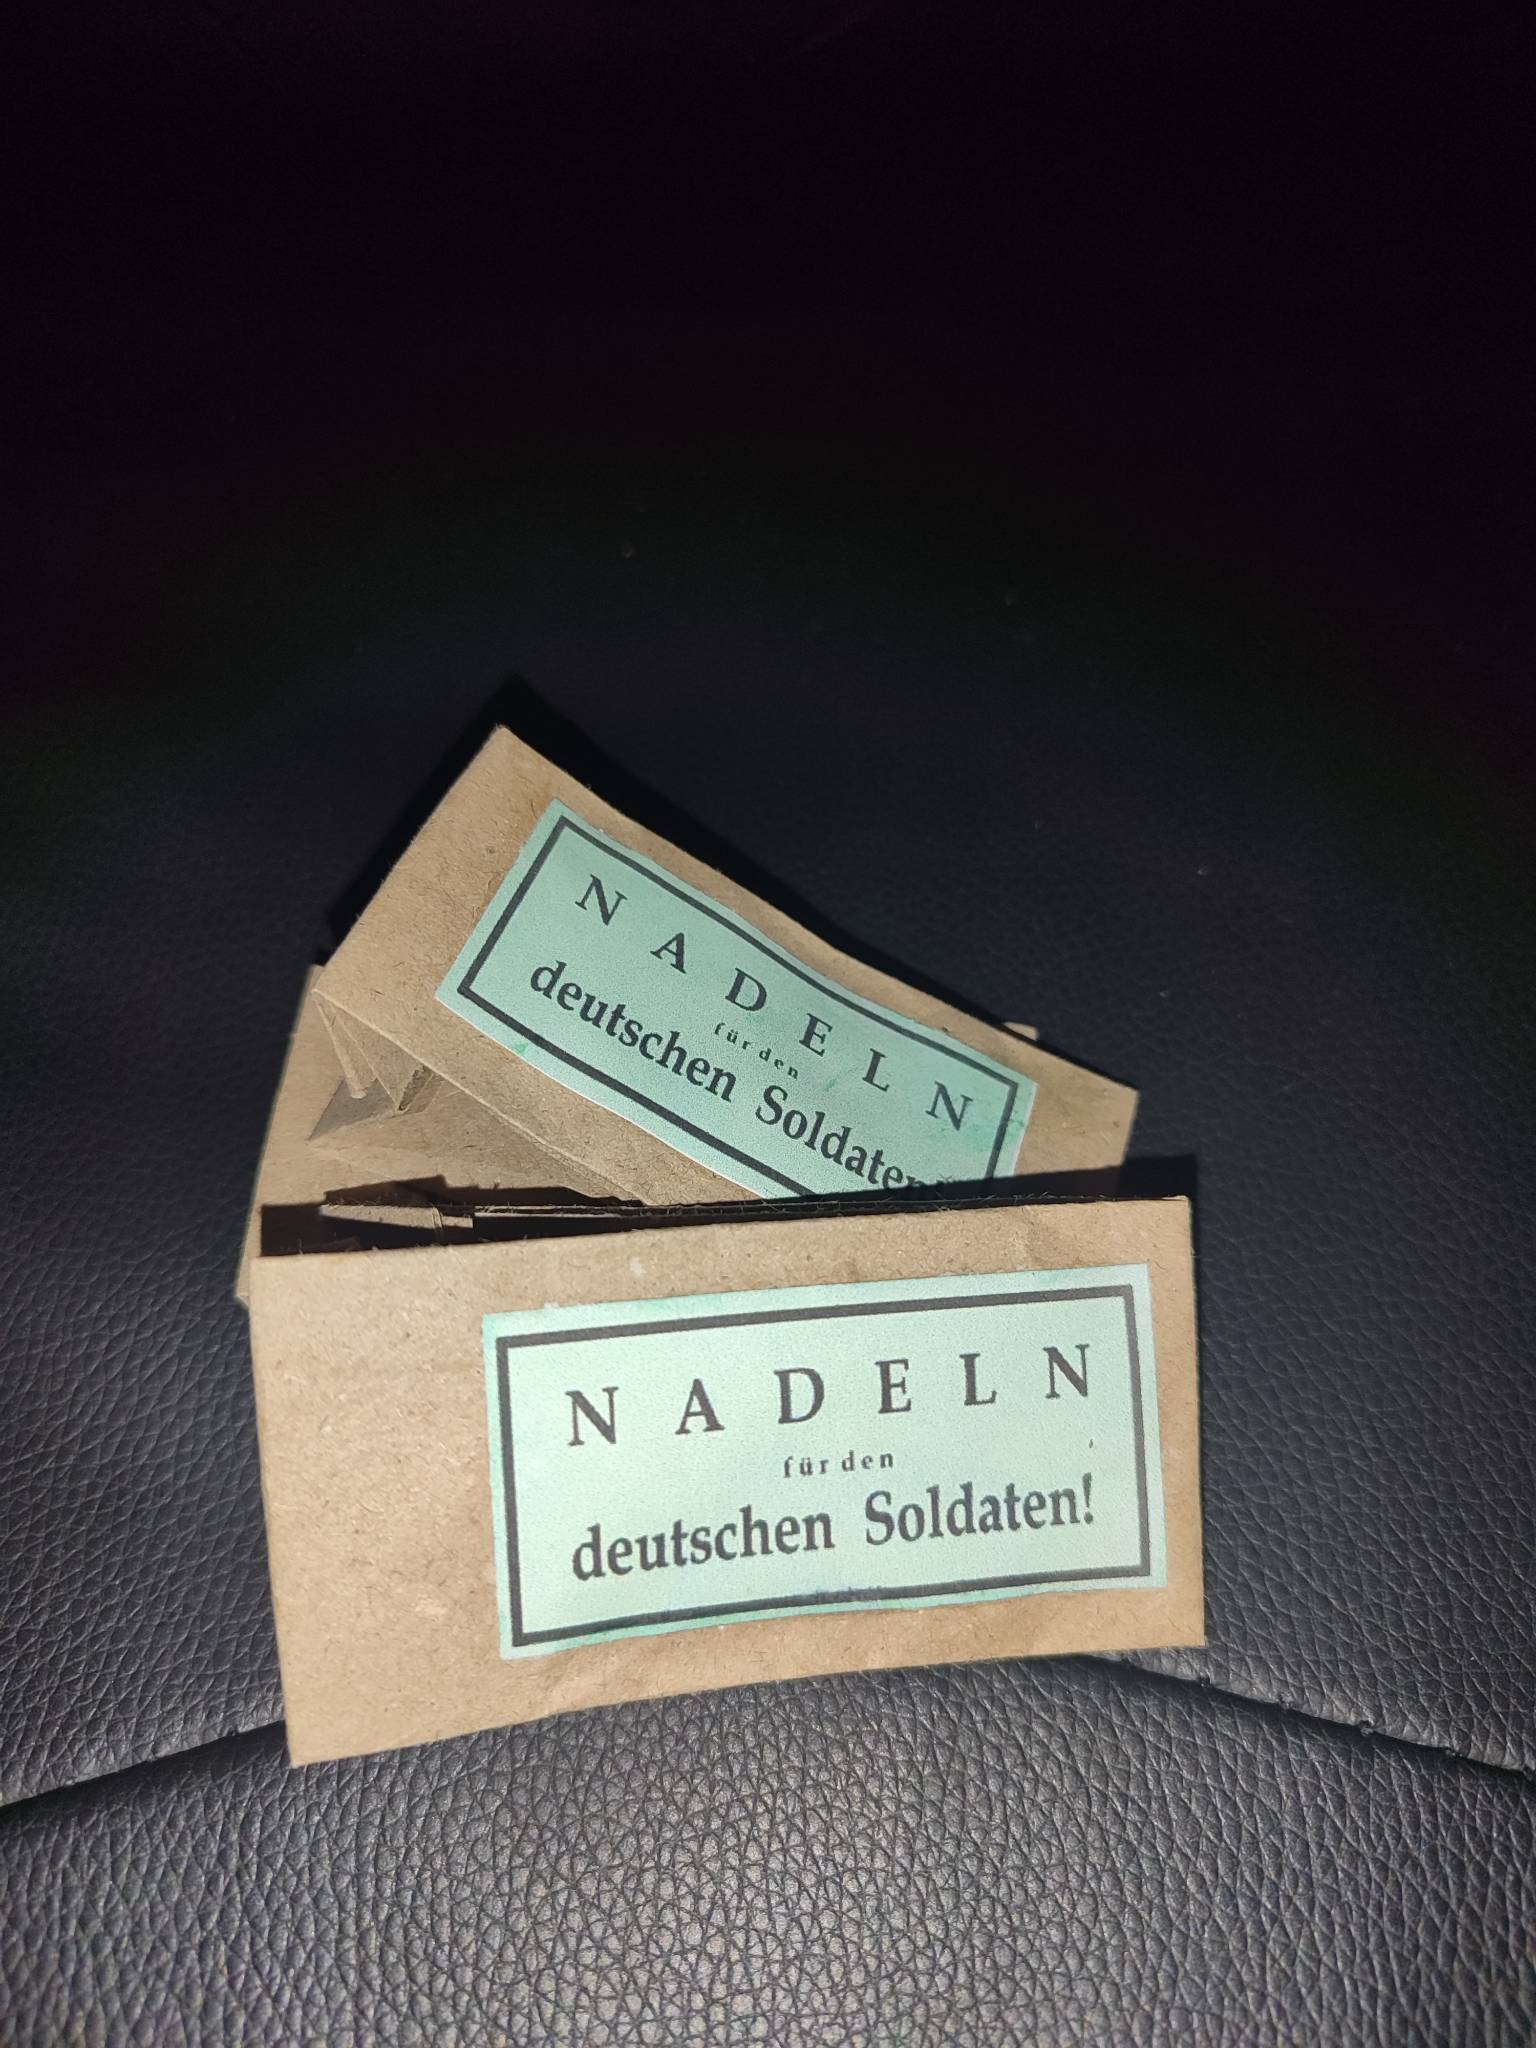 NADELN
für den
deutschen Soldaten
NADELN
für den
deutschen Soldaten!